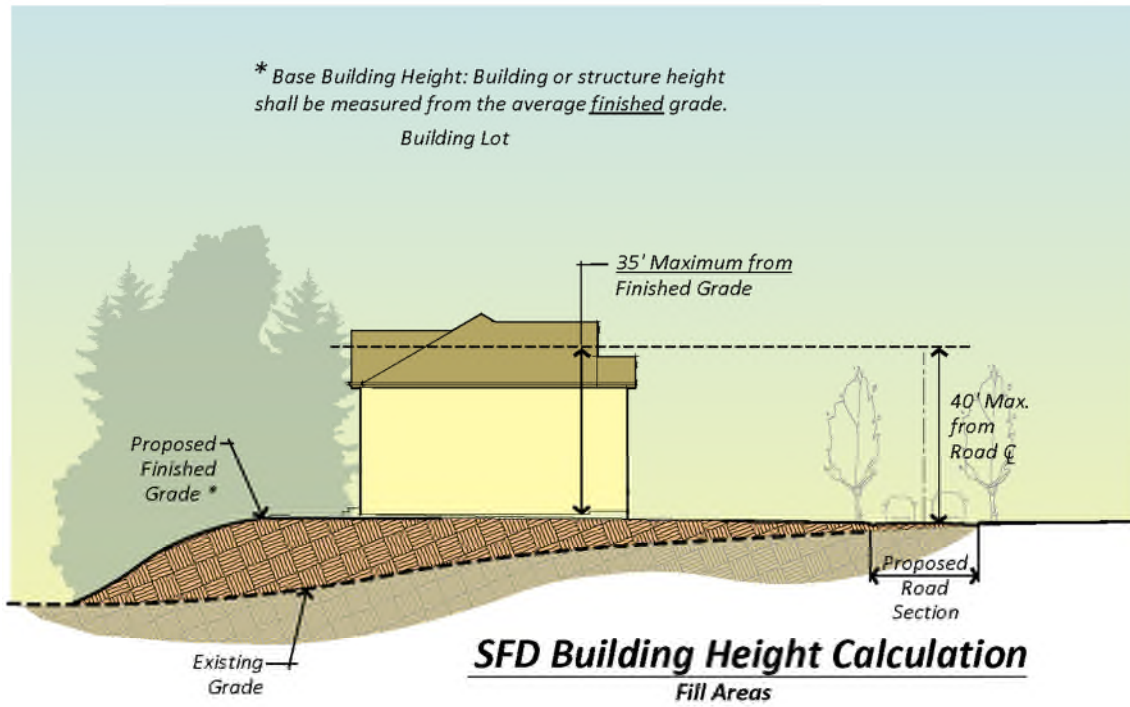 * Base Building Height: Building or structure height
shall be measured from the average finished grade.
Building Lot
35' Maximum from
Finished Grade
40' Max.
from
Road ℄
Proposed
Finished
Grade *
Proposed
Road
Section
Existing
Grade
SFD Building Height Calculation
Fill Areas